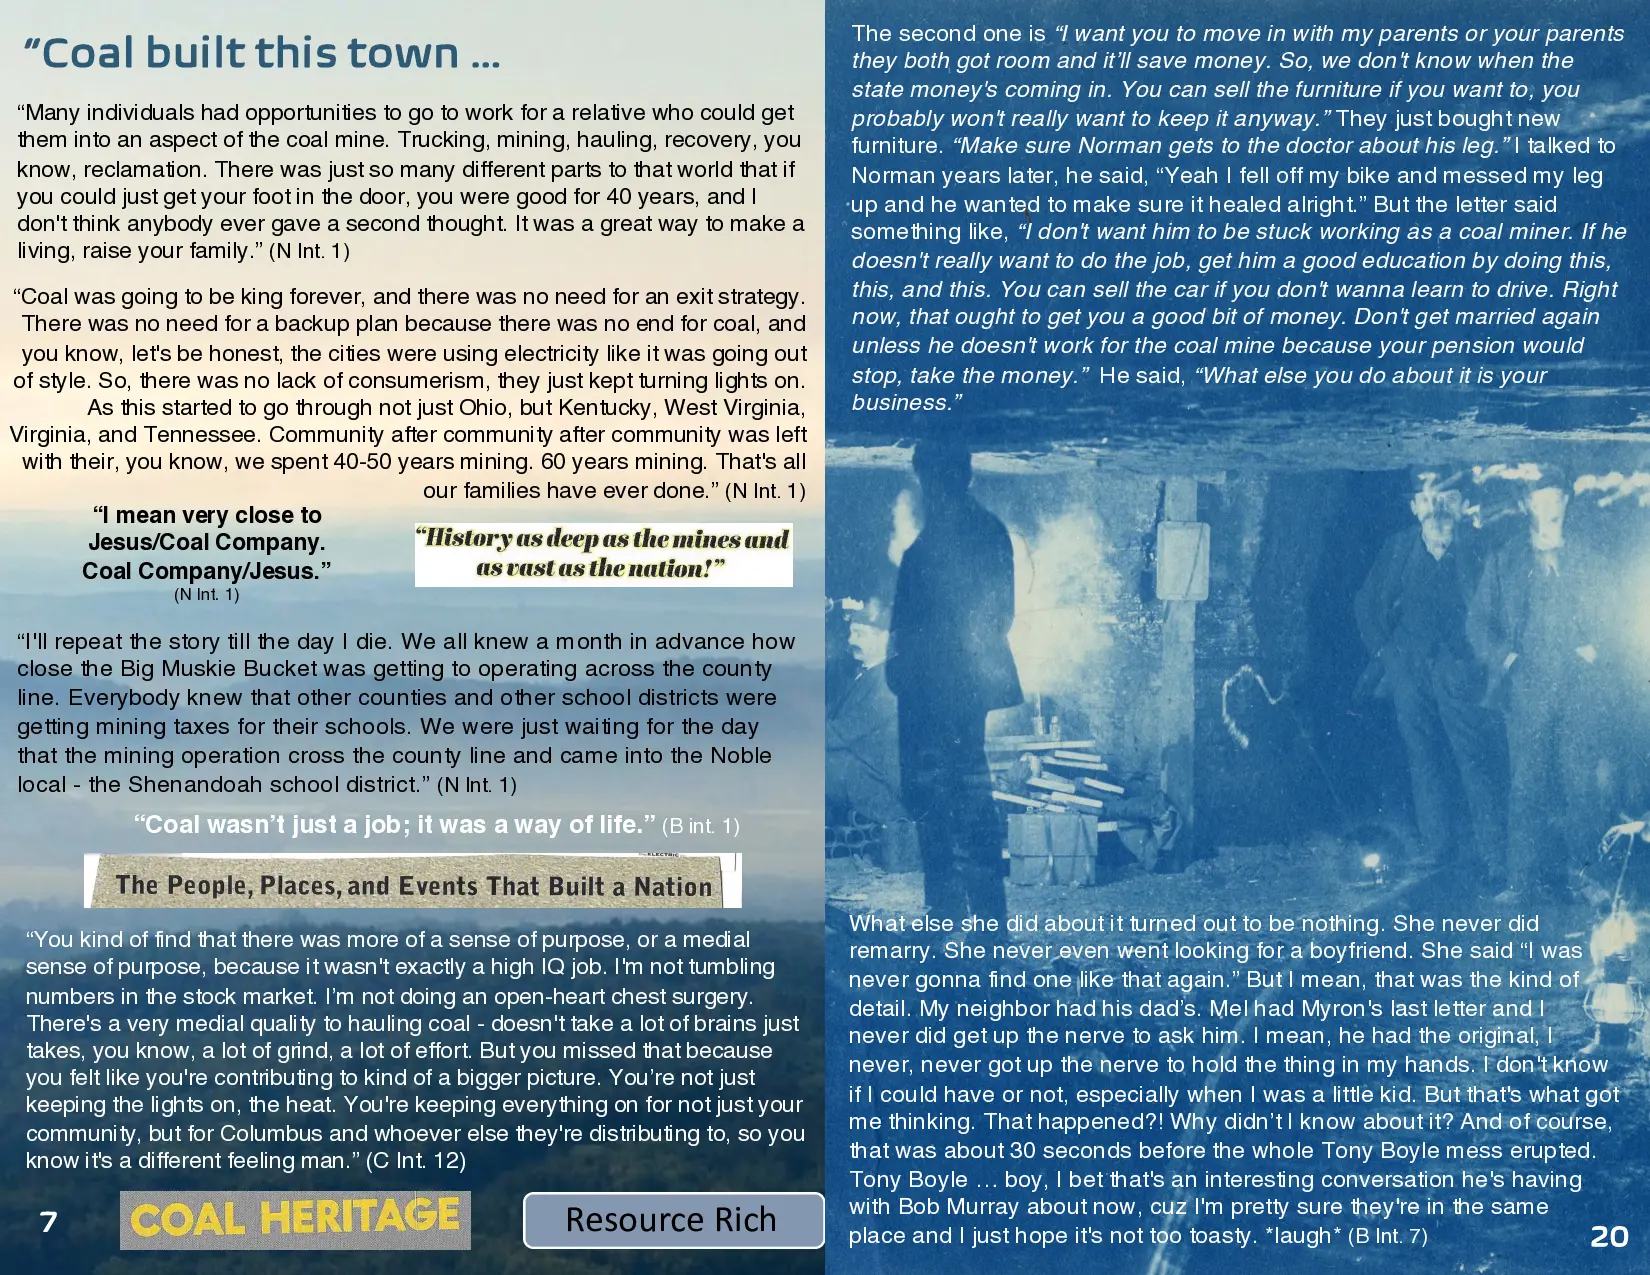 “Coal built this town ...
“Many individuals had opportunities to go to work for a relative who could get
them into an aspect of the coal mine. Trucking, mining, hauling, recovery, you
know, reclamation. There was just so many different parts to that world that if
you could just get your foot in the door, you were good for 40 years, and I
don't think anybody ever gave a second thought. It was a great way to make a
living, raise your family.” (N Int. 1)
“Coal was going to be king forever, and there was no need for an exit strategy.
There was no need for a backup plan because there was no end for coal, and
you know, let's be honest, the cities were using electricity like it was going out
of style. So, there was no lack of consumerism, they just kept turning lights on.
As this started to go through not just Ohio, but Kentucky, West Virginia,
Virginia, and Tennessee. Community after community after community was left
with their, you know, we spent 40-50 years mining. 60 years mining. That's all
our families have ever done.” (N Int. 1)
“I mean very close to
Jesus/Coal Company.
Coal Company/Jesus.”
(N Int. 1)
“History as deep as the mines and
as vast as the nation!”
“I'll repeat the story till the day I die. We all knew a month in advance how
close the Big Muskie Bucket was getting to operating across the county
line. Everybody knew that other counties and other school districts were
getting mining taxes for their schools. We were just waiting for the day
that the mining operation cross the county line and came into the Noble
local - the Shenandoah school district.” (N Int. 1)
“Coal wasn’t just a job; it was a way of life.” (B int. 1)
ELECTRIC
The People, Places, and Events That Built a Nation
“You kind of find that there was more of a sense of purpose, or a medial
sense of purpose, because it wasn't exactly a high IQ job. I'm not tumbling
numbers in the stock market. I’m not doing an open-heart chest surgery.
There's a very medial quality to hauling coal - doesn't take a lot of brains just
takes, you know, a lot of grind, a lot of effort. But you missed that because
you felt like you're contributing to kind of a bigger picture. You’re not just
keeping the lights on, the heat. You're keeping everything on for not just your
community, but for Columbus and whoever else they're distributing to, so you
know it's a different feeling man.” (C Int. 12)
7
COAL HERITAGE
Resource Rich
The second one is “I want you to move in with my parents or your parents
they both got room and it’ll save money. So, we don't know when the
state money's coming in. You can sell the furniture if you want to, you
probably won't really want to keep it anyway.” They just bought new
furniture. “Make sure Norman gets to the doctor about his leg.” I talked to
Norman years later, he said, “Yeah I fell off my bike and messed my leg
up and he wanted to make sure it healed alright.” But the letter said
something like, “I don't want him to be stuck working as a coal miner. If he
doesn't really want to do the job, get him a good education by doing this,
this, and this. You can sell the car if you don't wanna learn to drive. Right
now, that ought to get you a good bit of money. Don't get married again
unless he doesn't work for the coal mine because your pension would
stop, take the money.” He said, “What else you do about it is your
business.”
What else she did about it turned out to be nothing. She never did
remarry. She never even went looking for a boyfriend. She said “I was
never gonna find one like that again.” But I mean, that was the kind of
detail. My neighbor had his dad’s. Mel had Myron's last letter and I
never did get up the nerve to ask him. I mean, he had the original, I
never, never got up the nerve to hold the thing in my hands. I don't know
if I could have or not, especially when I was a little kid. But that's what got
me thinking. That happened?! Why didn’t I know about it? And of course,
that was about 30 seconds before the whole Tony Boyle mess erupted.
Tony Boyle … boy, I bet that's an interesting conversation he's having
with Bob Murray about now, cuz I'm pretty sure they're in the same
place and I just hope it's not too toasty. *laugh* (B Int. 7)
20